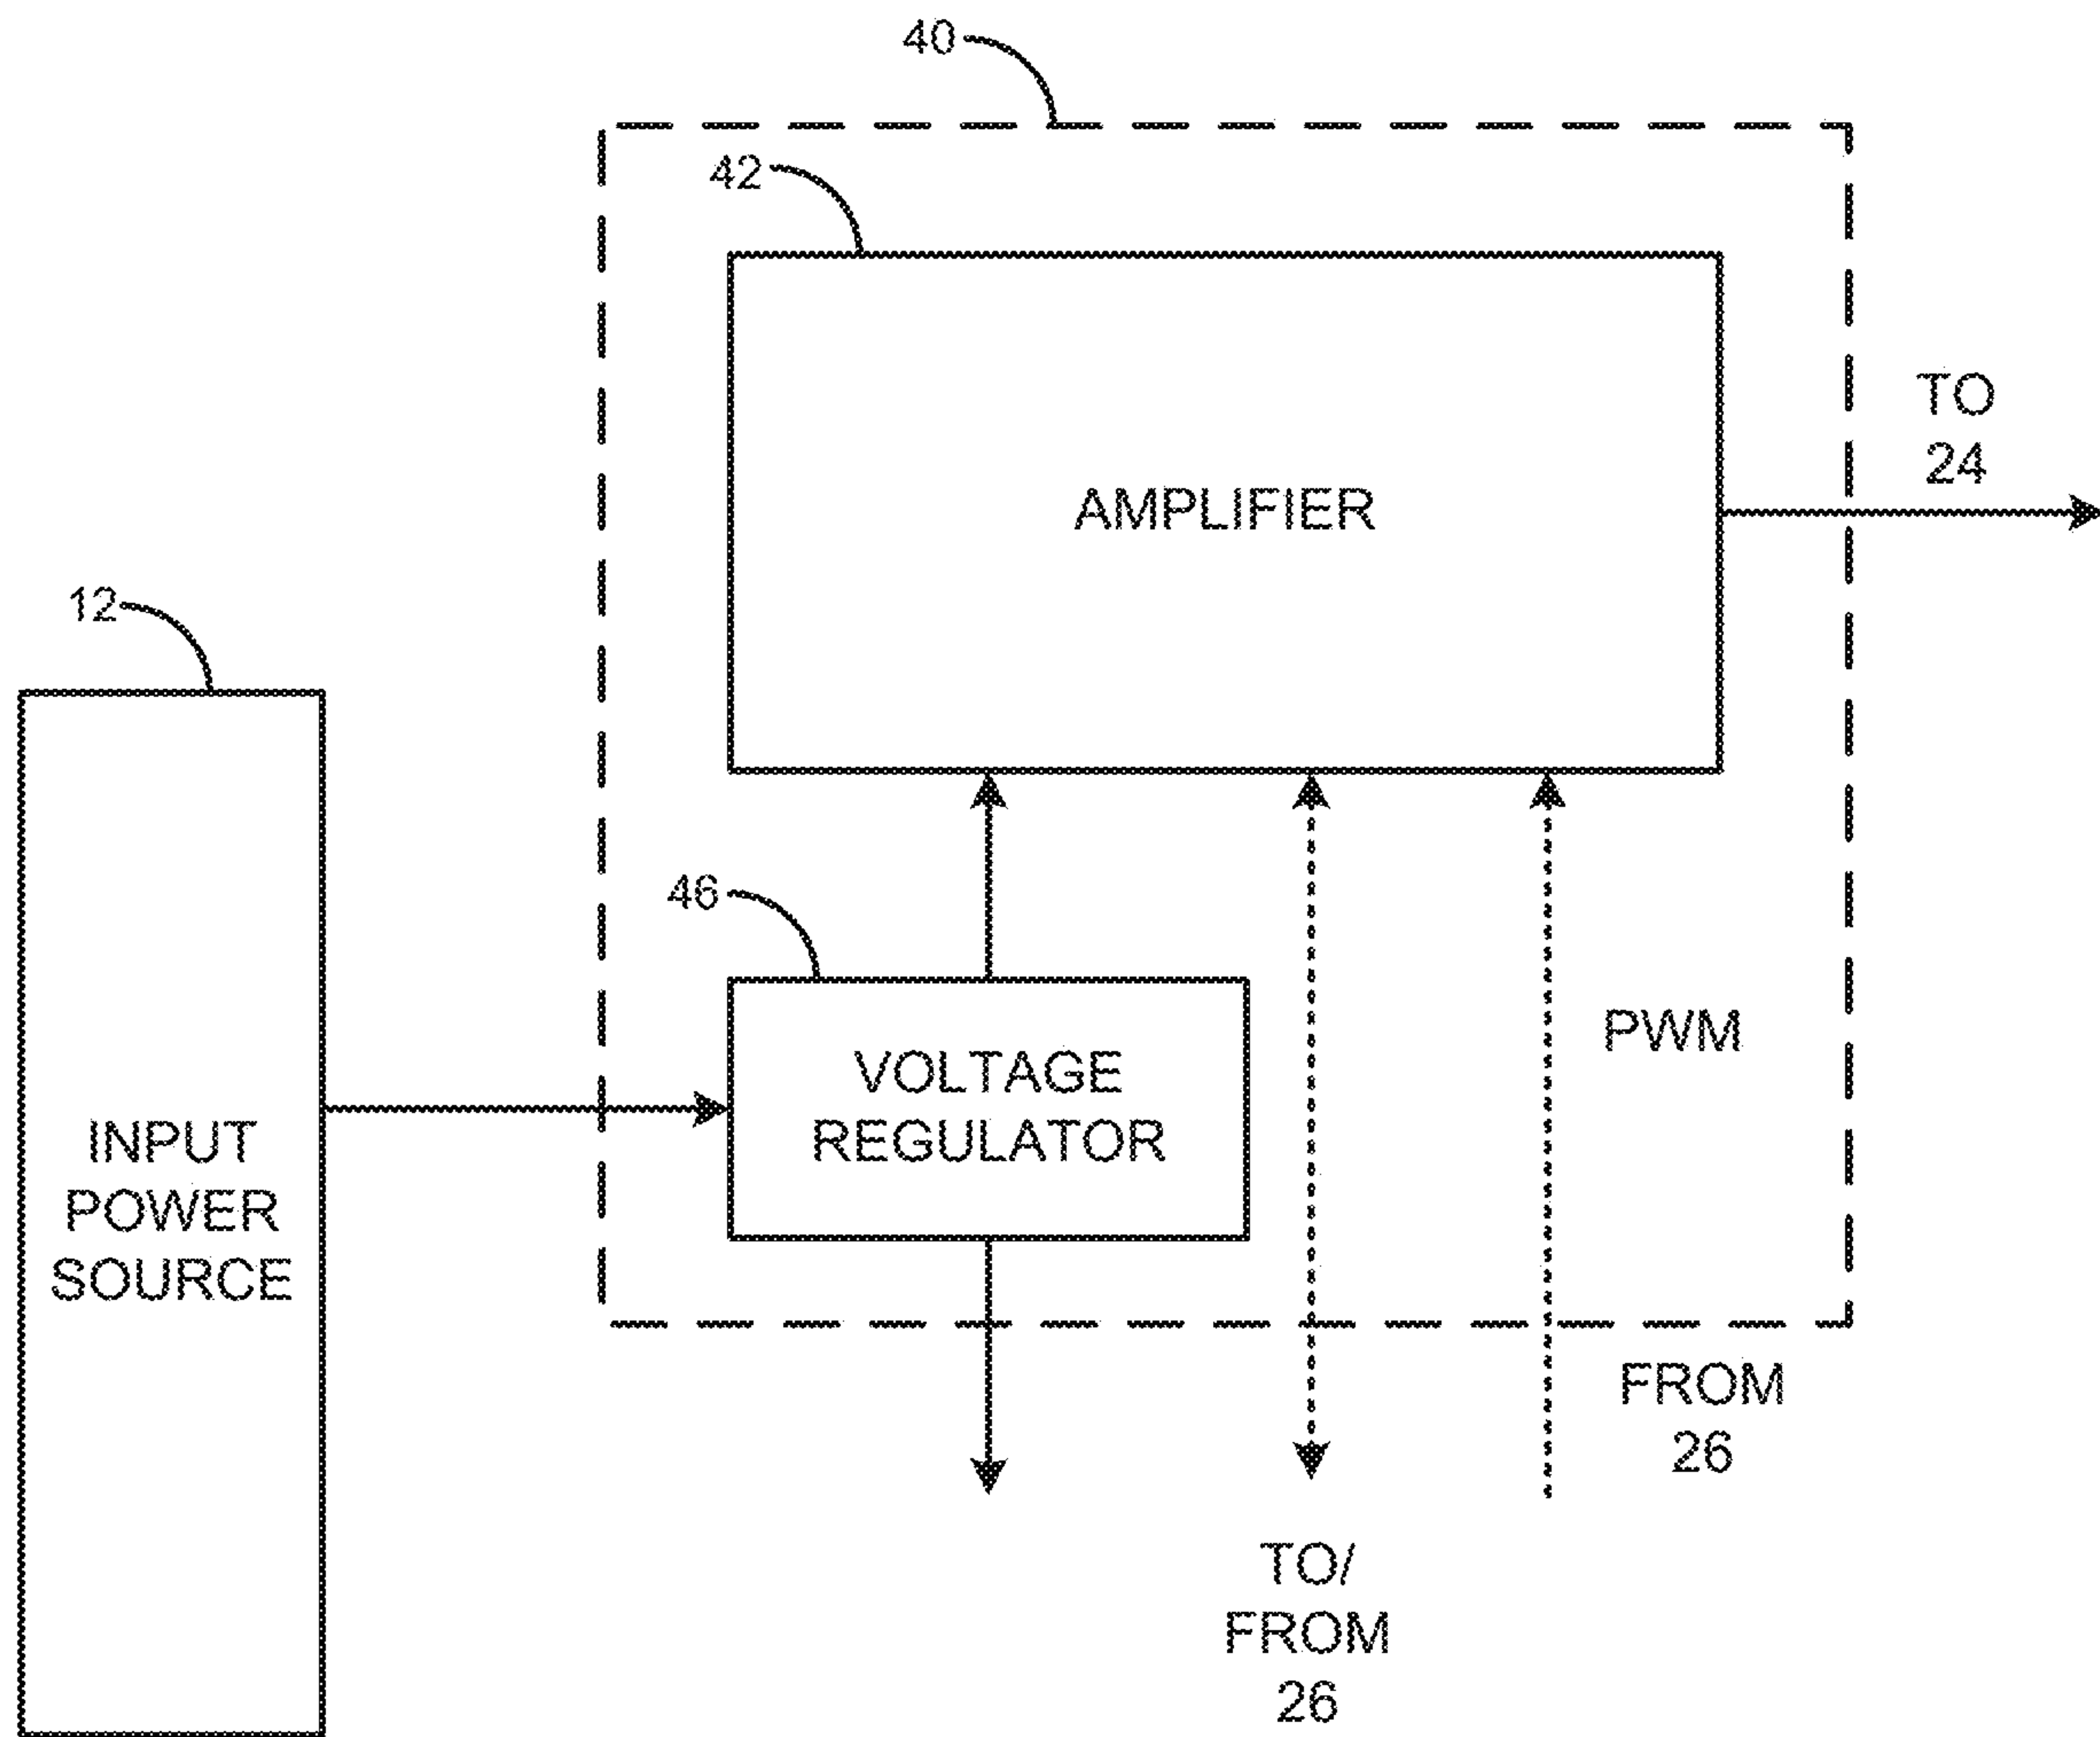 40
42
AMPLIFIER
TO
24
12
46
VOLTAGE
REGULATOR
PWM
INPUT
POWER
SOURCE
FROM
26
TO/
FROM
26